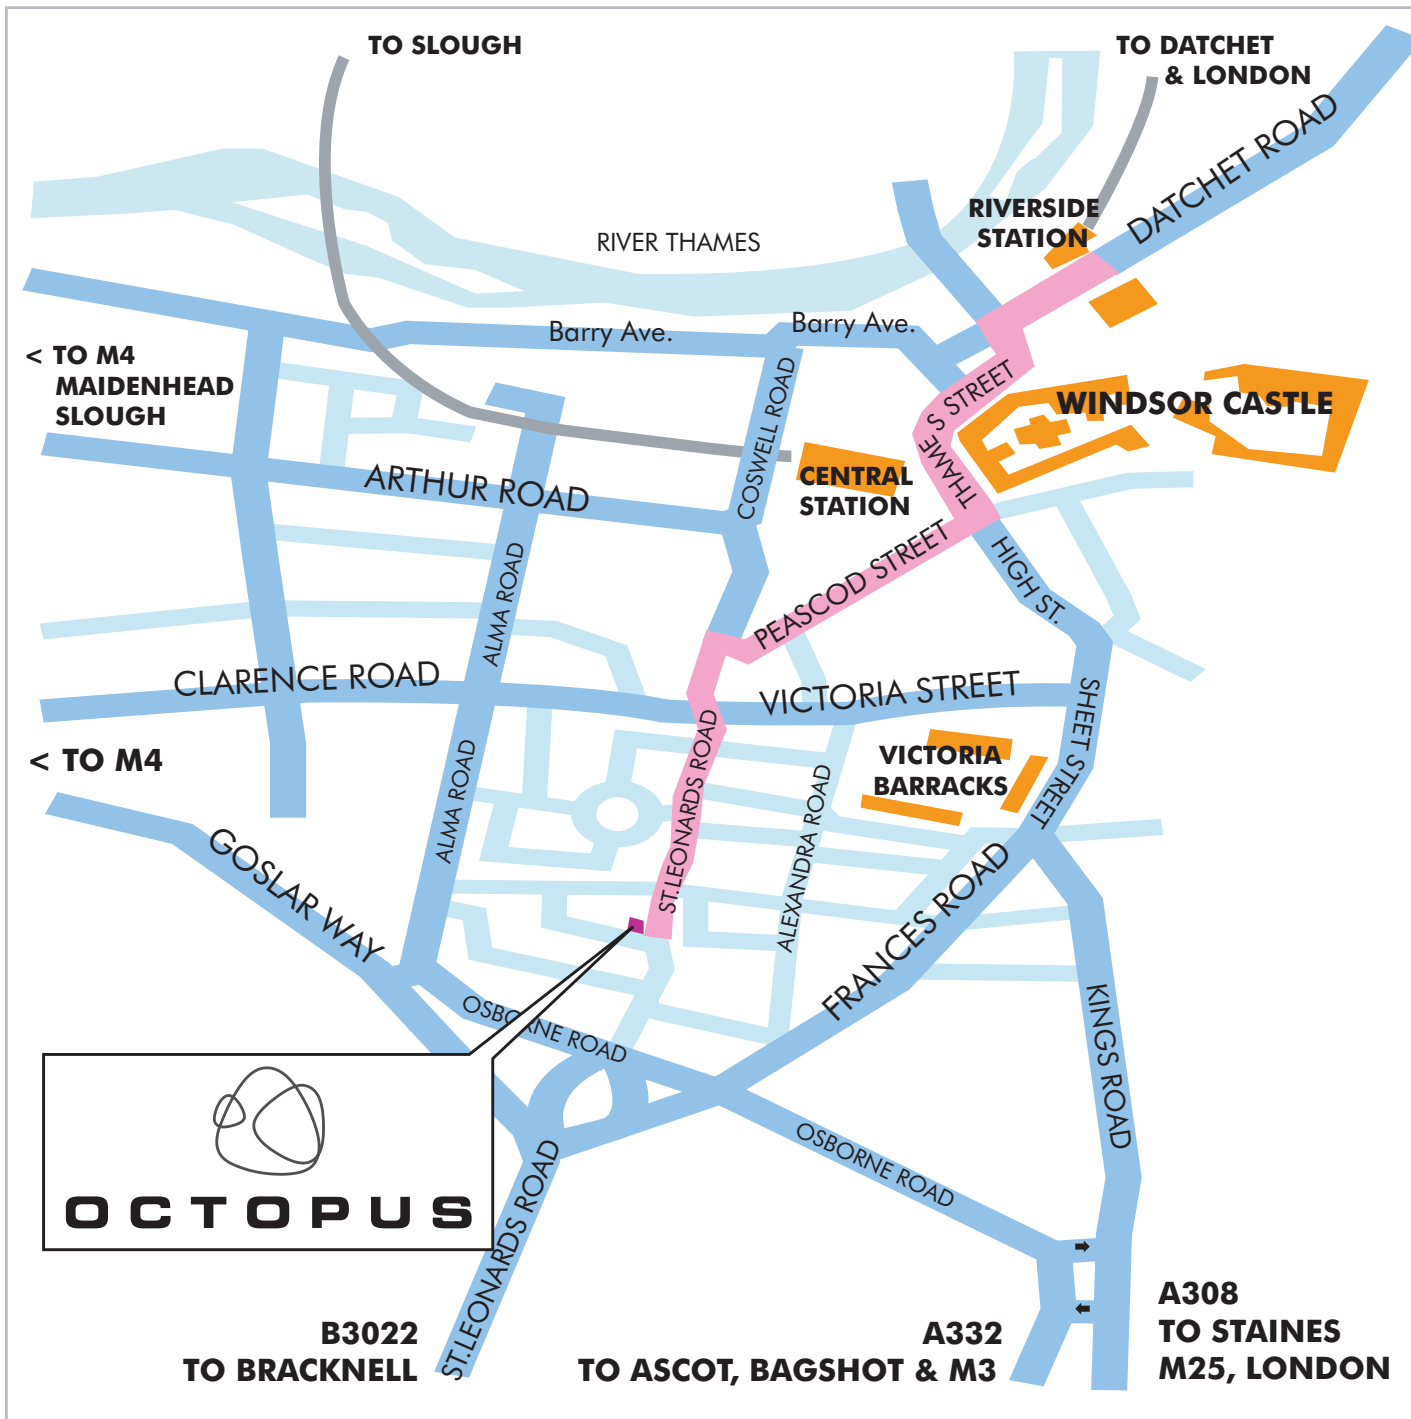 TO SLOUGH
TO DATCHET
& LONDON
DATCHET ROAD
RIVERSIDE
STATION
RIVER THAMES
Barry Ave.
Barry Ave.
< TO M4
MAIDENHEAD
SLOUGH
THAMES STREET
WINDSOR CASTLE
COSWELL ROAD
CENTRAL
STATION
ARTHUR ROAD
PEASCOD STREET
HIGH ST.
ALMA ROAD
CLARENCE ROAD
VICTORIA STREET
SHEET STREET
< TO M4
VICTORIA
BARRACKS
ST.LEONARDS ROAD
ALMA ROAD
ALEXANDRA ROAD
GOSLAR WAY
FRANCES ROAD
OSBORNE ROAD
KINGS ROAD
OSBORNE ROAD
OCTOPUS
ST.LEONARDS ROAD
B3022
TO BRACKNELL
A332
TO ASCOT, BAGSHOT & M3
A308
TO STAINES
M25, LONDON